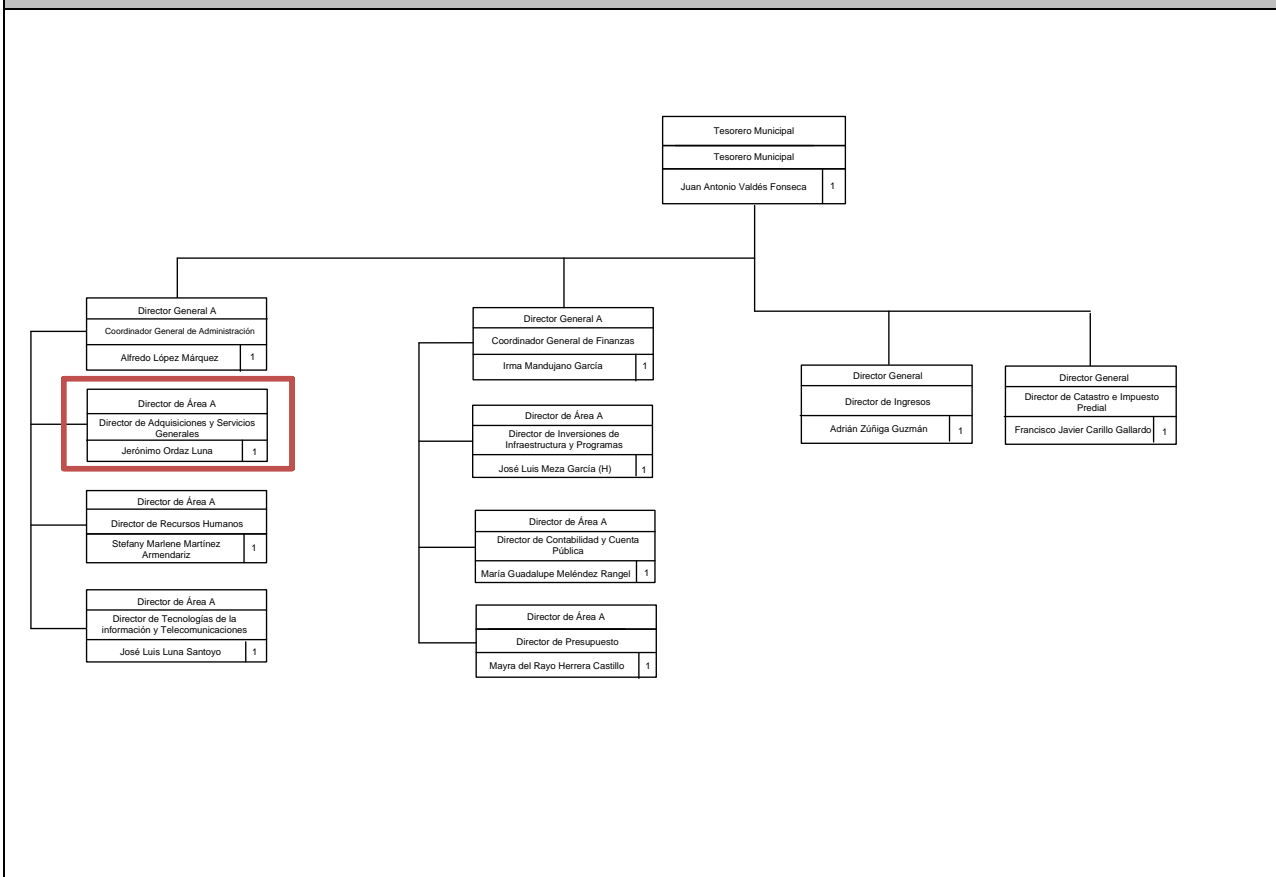 Tesorero Municipal
Tesorero Municipal
Juan Antonio Valdés Fonseca 1
Director General A
Coordinador General de Administración
Alfredo López Márquez 1
Director de Área A
Director de Adquisiciones y Servicios
Generales
Jerónimo Ordaz Luna 1
Director de Área A
Director de Recursos Humanos
Stefany Marlene Martínez
Armendariz
1
Director de Área A
Director de Tecnologías de la
información y Telecomunicaciones
José Luis Luna Santoyo 1
Director General A
Coordinador General de Finanzas
Irma Mandujano García 1
Director de Área A
Director de Inversiones de
Infraestructura y Programas
José Luis Meza García (H) 1
Director de Área A
Director de Contabilidad y Cuenta
Pública
María Guadalupe Meléndez Rangel 1
Director de Área A
Director de Presupuesto
Mayra del Rayo Herrera Castillo 1
Director General
Director de Ingresos
Adrián Zúñiga Guzmán 1
Director General
Director de Catastro e Impuesto
Predial
Francisco Javier Carillo Gallardo 1